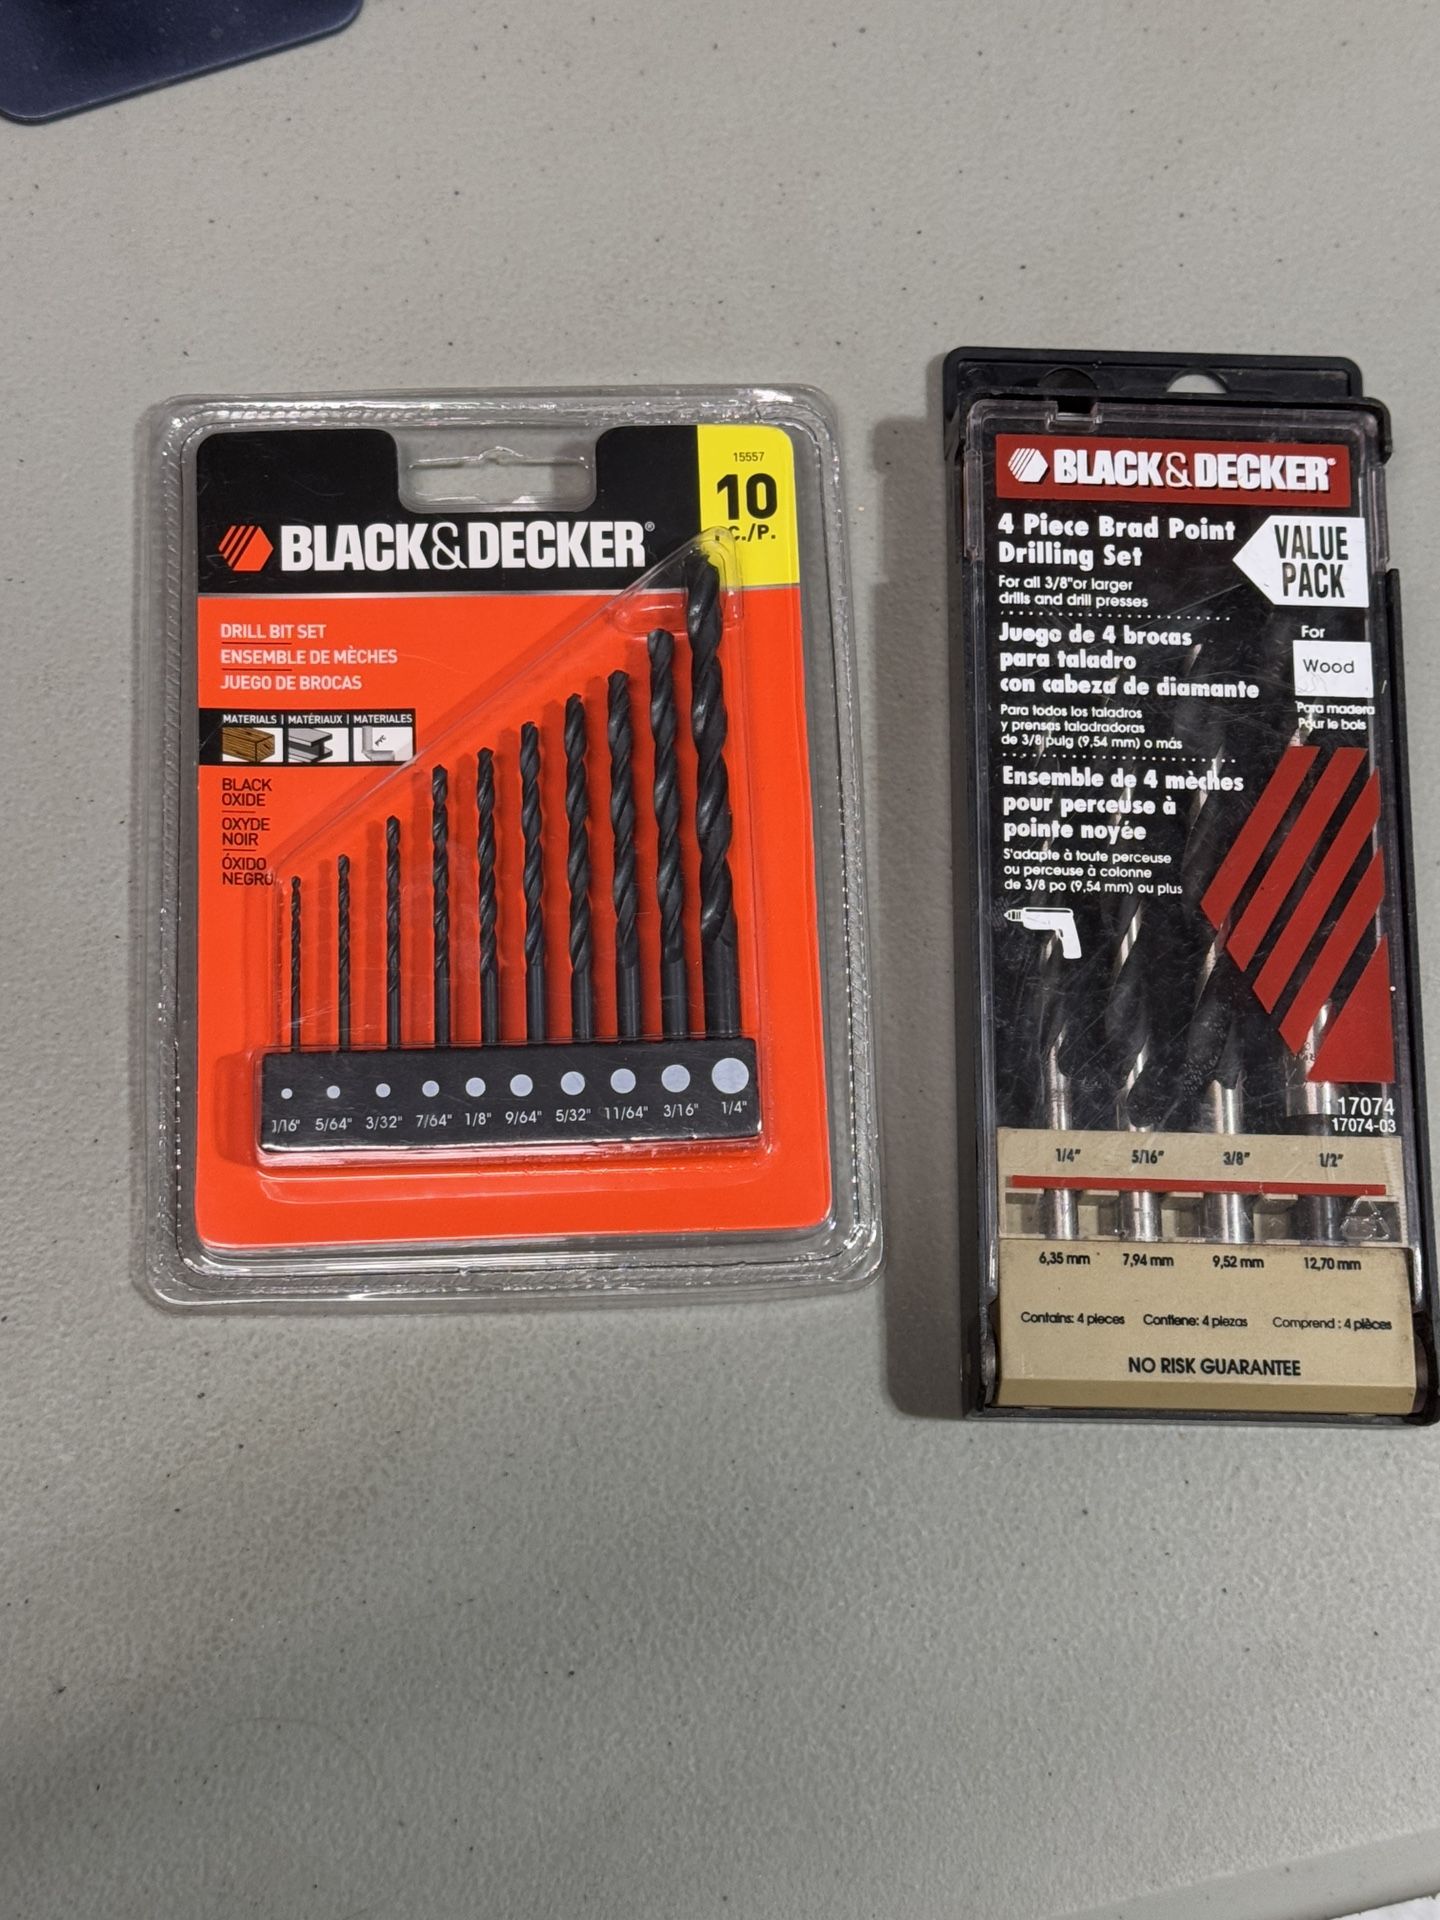 15557
10
PC./P.
BLACK&DECKER®
DRILL BIT SET
ENSEMBLE DE MÈCHES
JUEGO DE BROCAS
MATERIALS | MATÉRIAUX | MATERIALES
PVC
BLACK
OXIDE
OXYDE
NOIR
ÓXIDO
NEGRO
1/16" 5/64" 3/32" 7/64" 1/8" 9/64" 5/32" 11/64" 3/16" 1/4"
BLACK&DECKER®
4 Piece Brad Point
Drilling Set
For all 3/8"or larger
drills and drill presses
VALUE
PACK
Juego de 4 brocas
para taladro
con cabeza de diamante
Para todos los taladros
y prensas taladradoras
de 3/8 pulg (9,54 mm) o más
For
Wood
Para madera
Pour le bois
Ensemble de 4 mèches
pour perceuse à
pointe noyée
S'adapte à toute perceuse
ou perceuse à colonne
de 3/8 po (9,54 mm) ou plus
17074
17074-03
1/4" 5/16" 3/8" 1/2"
6,35 mm 7,94 mm 9,52 mm 12,70 mm
Contains: 4 pieces Contiene: 4 piezas Comprend : 4 pièces
NO RISK GUARANTEE